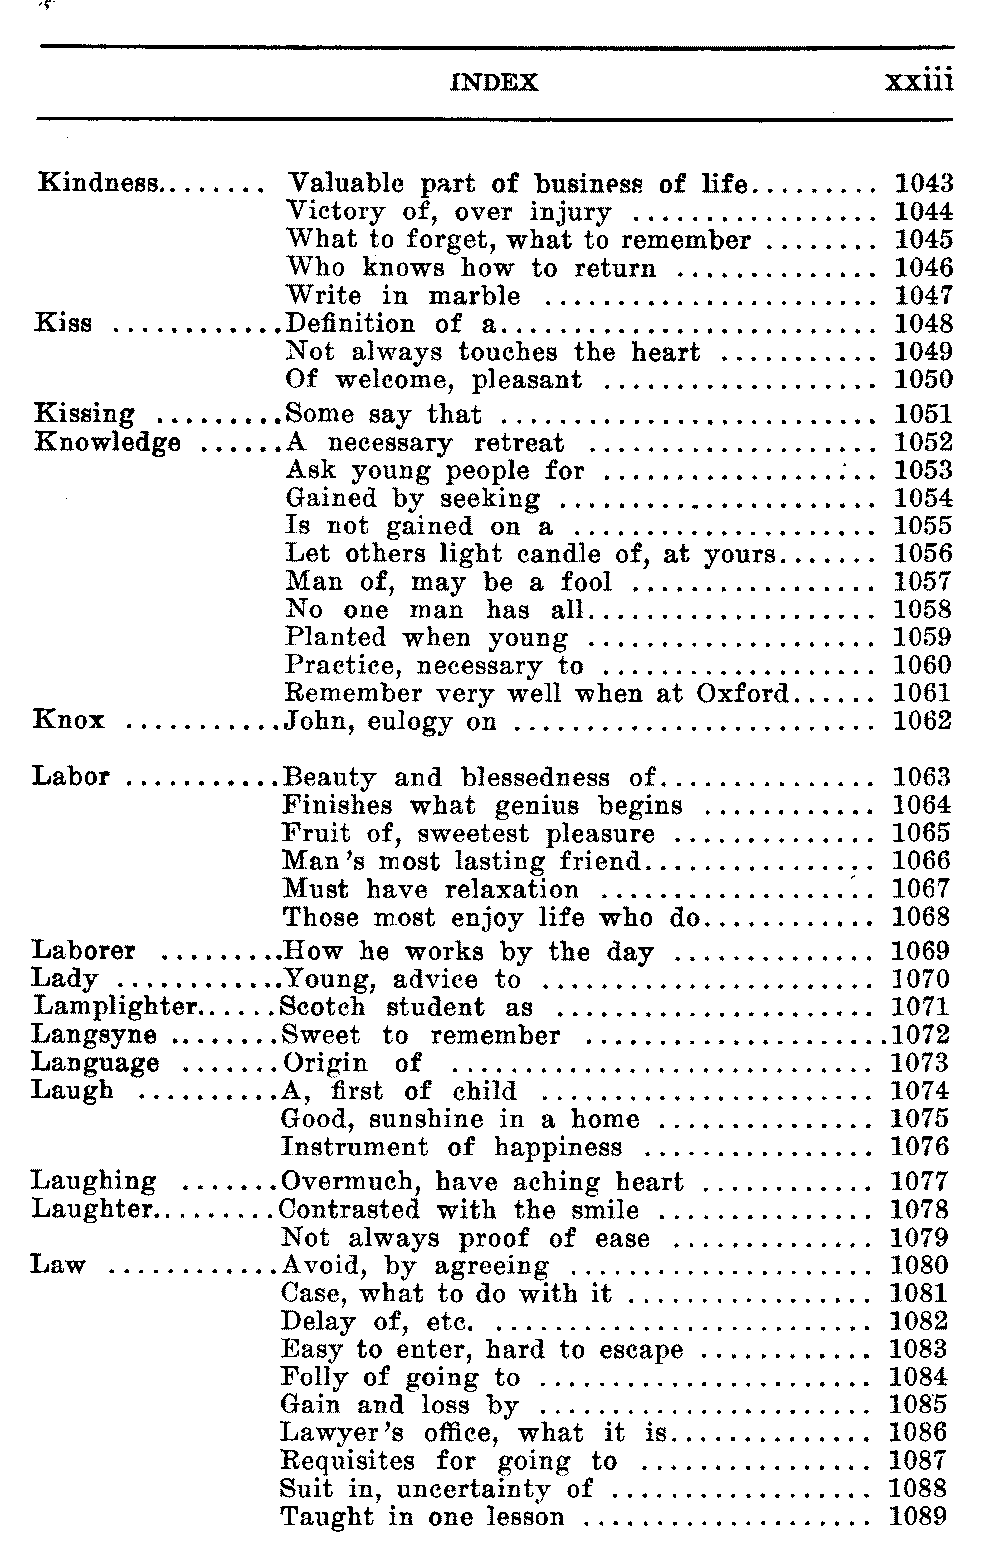 INDEX xxiii
Kindness........ Valuable part of business of life......... 1043
Victory of, over injury ................. 1044
What to forget, what to remember ........ 1045
Who knows how to return .............. 1046
Write in marble ....................... 1047
Kiss ............Definition of a.......................... 1048
Not always touches the heart ........... 1049
Of welcome, pleasant ................... 1050
Kissing .........Some say that .......................... 1051
Knowledge ......A necessary retreat .................... 1052
Ask young people for ................... 1053
Gained by seeking ...................... 1054
Is not gained on a ..................... 1055
Let others light candle of, at yours....... 1056
Man of, may be a fool ................. 1057
No one man has all.................... 1058
Planted when young .................... 1059
Practice, necessary to ................... 1060
Remember very well when at Oxford...... 1061
Knox ...........John, eulogy on ......................... 1062
Labor ...........Beauty and blessedness of............... 1063
Finishes what genius begins ............ 1064
Fruit of, sweetest pleasure .............. 1065
Man's most lasting friend................ 1066
Must have relaxation ................... 1067
Those most enjoy life who do............ 1068
Laborer .........How he works by the day .............. 1069
Lady ............Young, advice to ....................... 1070
Lamplighter......Scotch student as ...................... 1071
Langsyne ........Sweet to remember .....................1072
Language .......Origin of ............................. 1073
Laugh ..........A, first of child ....................... 1074
Good, sunshine in a home ............... 1075
Instrument of happiness ................ 1076
Laughing .......Overmuch, have aching heart ............ 1077
Laughter.........Contrasted with the smile ............... 1078
Not always proof of ease .............. 1079
Law ............Avoid, by agreeing ..................... 1080
Case, what to do with it ................. 1081
Delay of, etc. .......................... 1082
Easy to enter, hard to escape ............ 1083
Folly of going to ....................... 1084
Gain and loss by ....................... 1085
Lawyer's office, what it is.............. 1086
Requisites for going to ................ 1087
Suit in, uncertainty of .................. 1088
Taught in one lesson .................... 1089